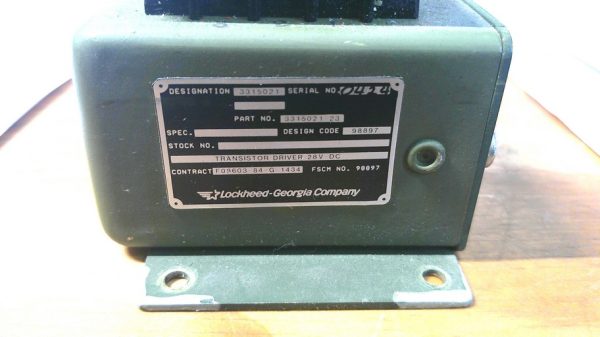 DESIGNATION 3315021 SERIAL NO. 0424
PART NO. 3315021 23
SPEC. DESIGN CODE 98897
STOCK NO.
TRANSISTOR DRIVER 28V DC
CONTRACT F09603 84 G 1434 FSCM NO. 98897
Lockheed-Georgia Company